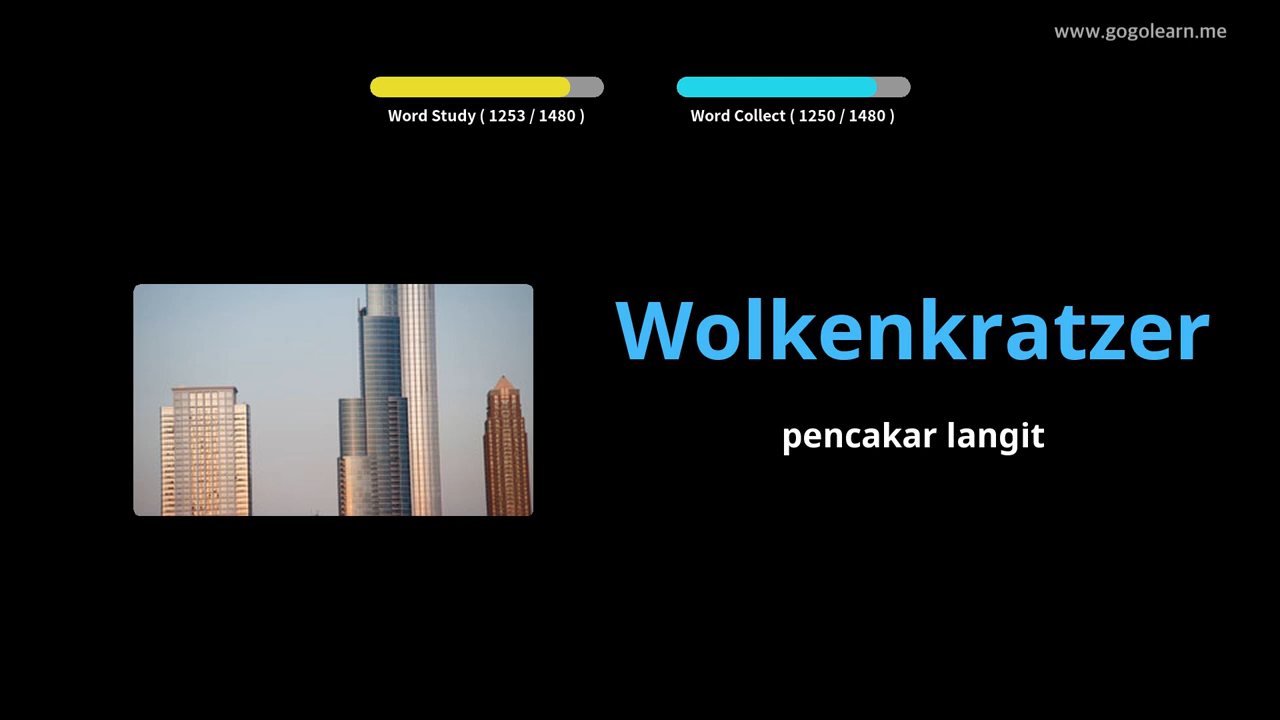 www.gogolearn.me
Word Study ( 1253 / 1480 )
Word Collect ( 1250 / 1480 )
Wolkenkratzer
pencakar langit